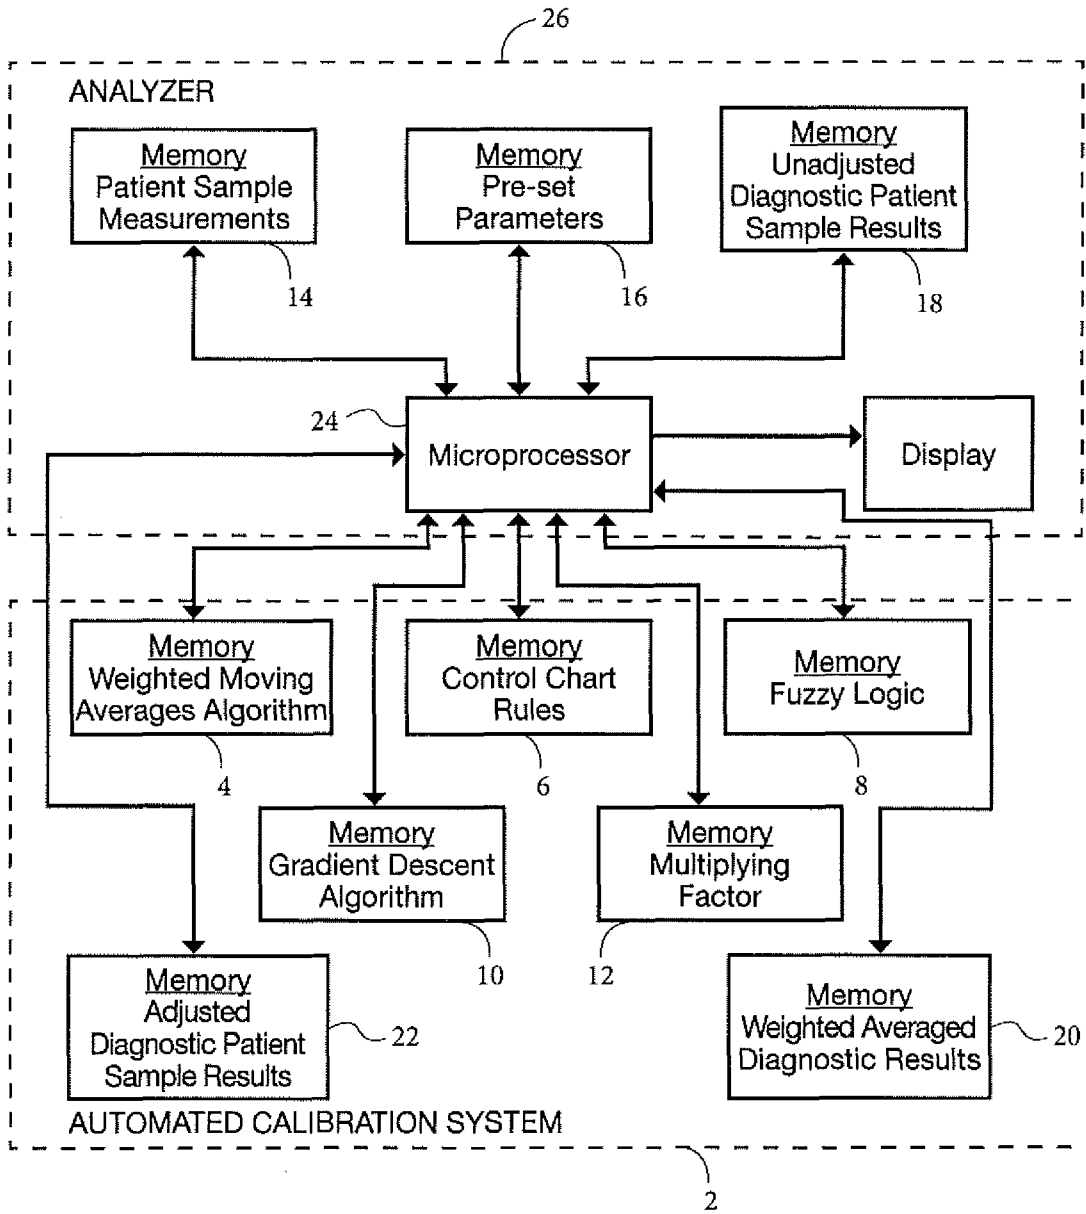 26
ANALYZER
Memory
Patient Sample
Measurements
14
Memory
Pre-set
Parameters
16
Memory
Unadjusted
Diagnostic Patient
Sample Results
18
24
Microprocessor
Display
Memory
Weighted Moving
Averages Algorithm
4
Memory
Control Chart
Rules
6
Memory
Fuzzy Logic
8
Memory
Gradient Descent
Algorithm
10
Memory
Multiplying
Factor
12
Memory
Adjusted
Diagnostic Patient
Sample Results
22
Memory
Weighted Averaged
Diagnostic Results
20
AUTOMATED CALIBRATION SYSTEM
2